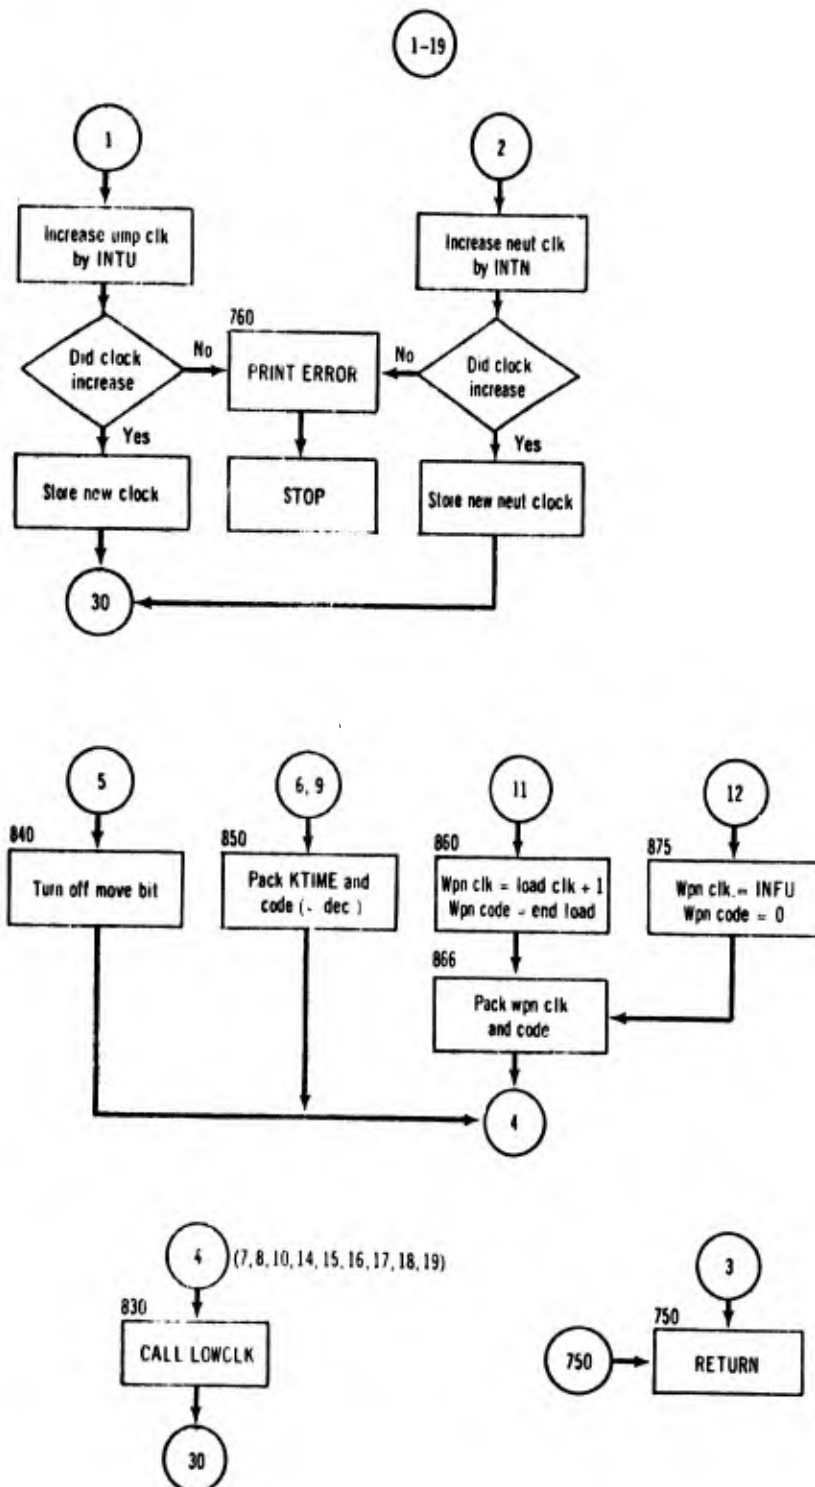 1-19
1
2
Increase ump clk
by INTU
Increase neut clk
by INTN
760
Did clock
increase
No
PRINT ERROR
No
Did clock
increase
Yes
Yes
Store new clock
STOP
Store new neut clock
30
5
6, 9
11
12
840
850
860
875
Turn off move bit
Pack KTIME and
code (- dec )
Wpn clk = load clk + 1
Wpn code - end load
Wpn clk. = INFU
Wpn code = 0
866
Pack wpn clk
and code
4
4
(7, 8, 10, 14, 15, 16, 17, 18, 19)
3
830
750
CALL LOWCLK
750
RETURN
30